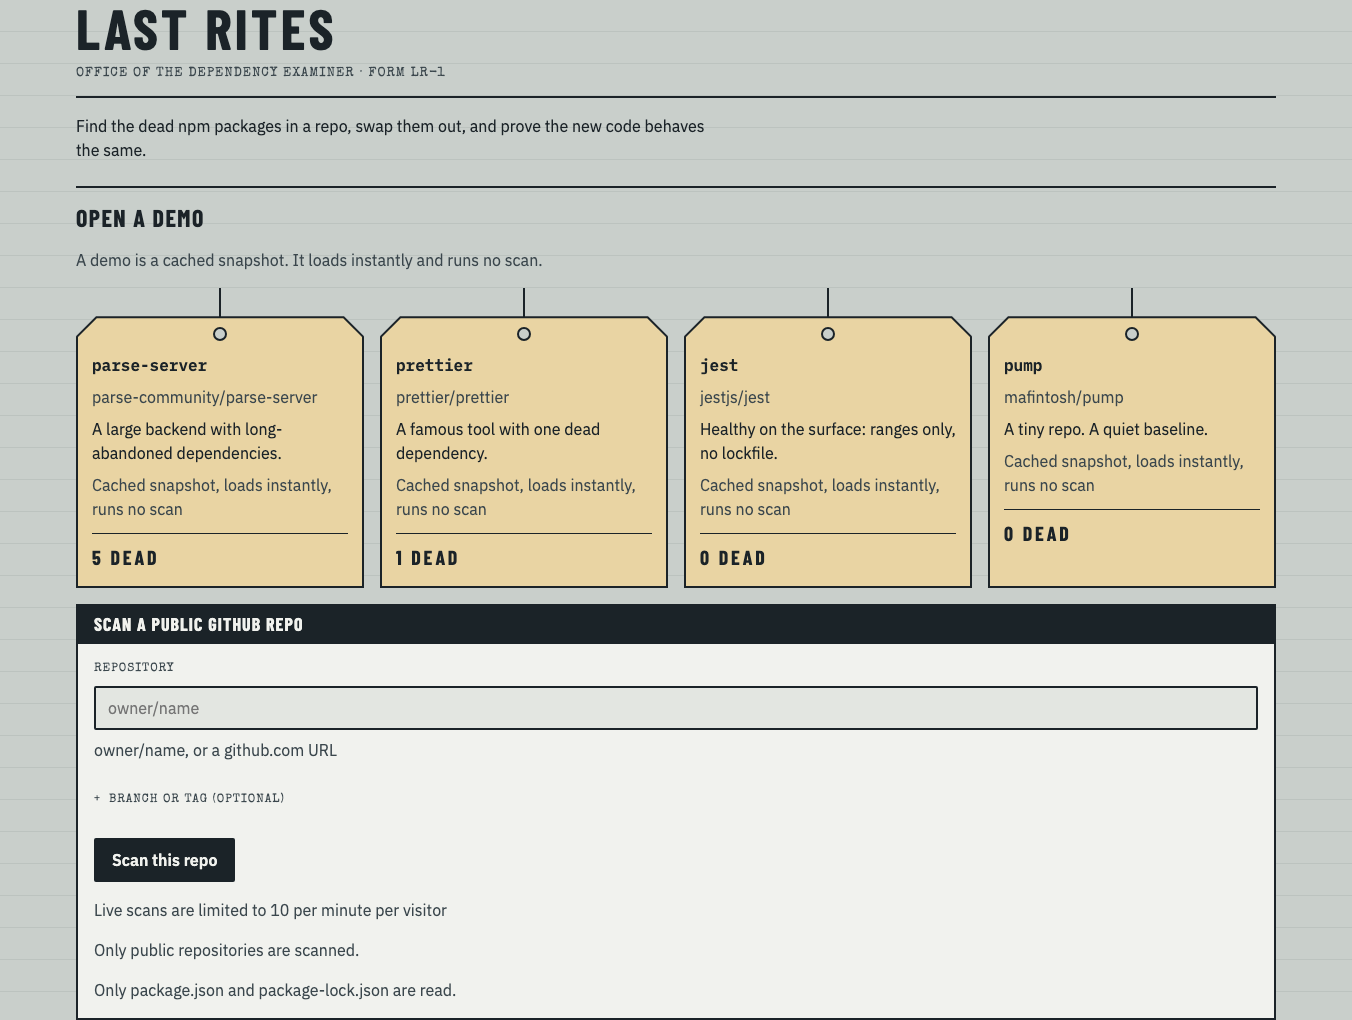 LAST RITES
OFFICE OF THE DEPENDENCY EXAMINER · FORM LR-1
Find the dead npm packages in a repo, swap them out, and prove the new code behaves
the same.
OPEN A DEMO
A demo is a cached snapshot. It loads instantly and runs no scan.
parse-server
parse-community/parse-server
A large backend with long-
abandoned dependencies.
Cached snapshot, loads instantly,
runs no scan
5 DEAD
prettier
prettier/prettier
A famous tool with one dead
dependency.
Cached snapshot, loads instantly,
runs no scan
1 DEAD
jest
jestjs/jest
Healthy on the surface: ranges only,
no lockfile.
Cached snapshot, loads instantly,
runs no scan
0 DEAD
pump
mafintosh/pump
A tiny repo. A quiet baseline.
Cached snapshot, loads instantly,
runs no scan
0 DEAD
SCAN A PUBLIC GITHUB REPO
REPOSITORY
owner/name
owner/name, or a github.com URL
+ BRANCH OR TAG (OPTIONAL)
Scan this repo
Live scans are limited to 10 per minute per visitor
Only public repositories are scanned.
Only package.json and package-lock.json are read.